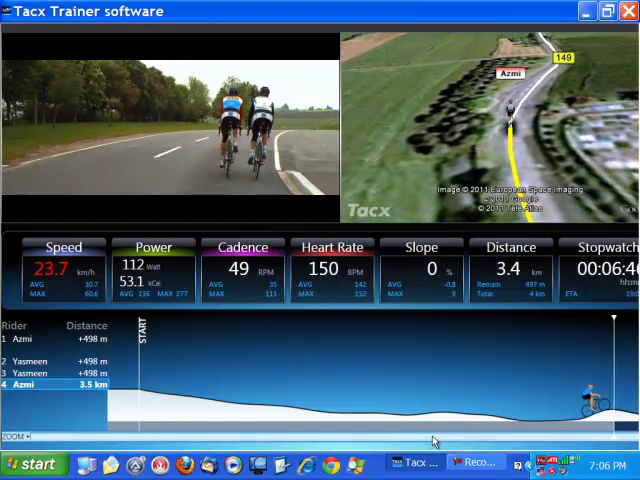 Tacx Trainer software
149
Azmi
Image © 2011 European Space Imaging
©2011 Google
© 2011 Tele Atlas
Tacx
Speed
23.7 km/h
AVG 30.7
MAX 60.6
Power
112 Watt
53.1 kCal
AVG 136 MAX 277
Cadence
49 RPM
AVG 35
MAX 111
Heart Rate
150 BPM
AVG 142
MAX 152
Slope
0 %
AVG -0.8
MAX 9
Distance
3.4 km
Remain 497 m
Total 4 km
Stopwatch
00:06:4
hh:m
ETA 19:0
Rider Distance
1 Azmi +498 m
2 Yasmeen +498 m
3 Yasmeen +498 m
4 Azmi 3.5 km
START
ZOOM
start
Tacx ...
Reco...
7:06 PM